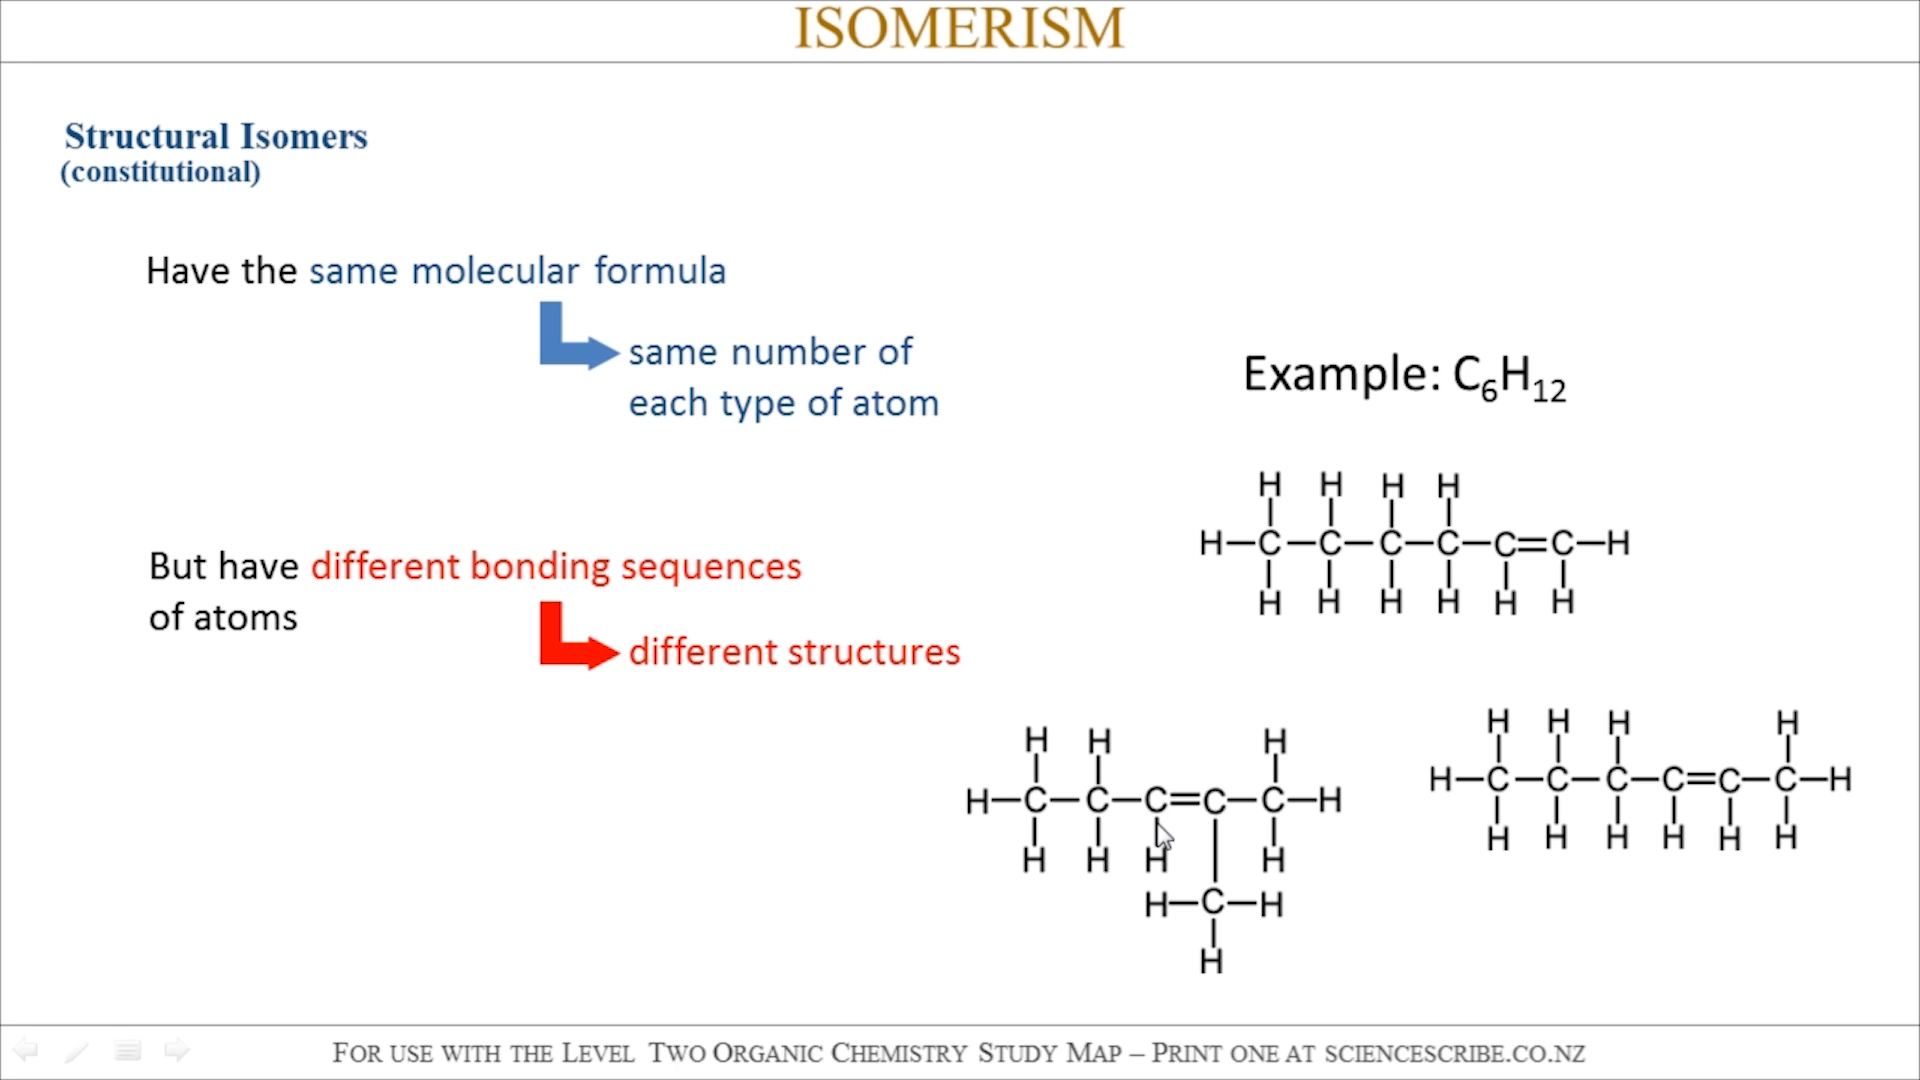 ISOMERISM
Structural Isomers
(constitutional)
Have the same molecular formula
same number of
each type of atom
Example: C₆H₁₂
H H H H
H—C—C—C—C—C=C—H
H H H H H H
But have different bonding sequences
of atoms
different structures
H H H
H—C—C—C=C—C—H
H H H H
H—C—H
H
H H H H
H—C—C—C—C=C—C—H
H H H H H H
FOR USE WITH THE LEVEL TWO ORGANIC CHEMISTRY STUDY MAP – PRINT ONE AT SCIENCESCRIBE.CO.NZ